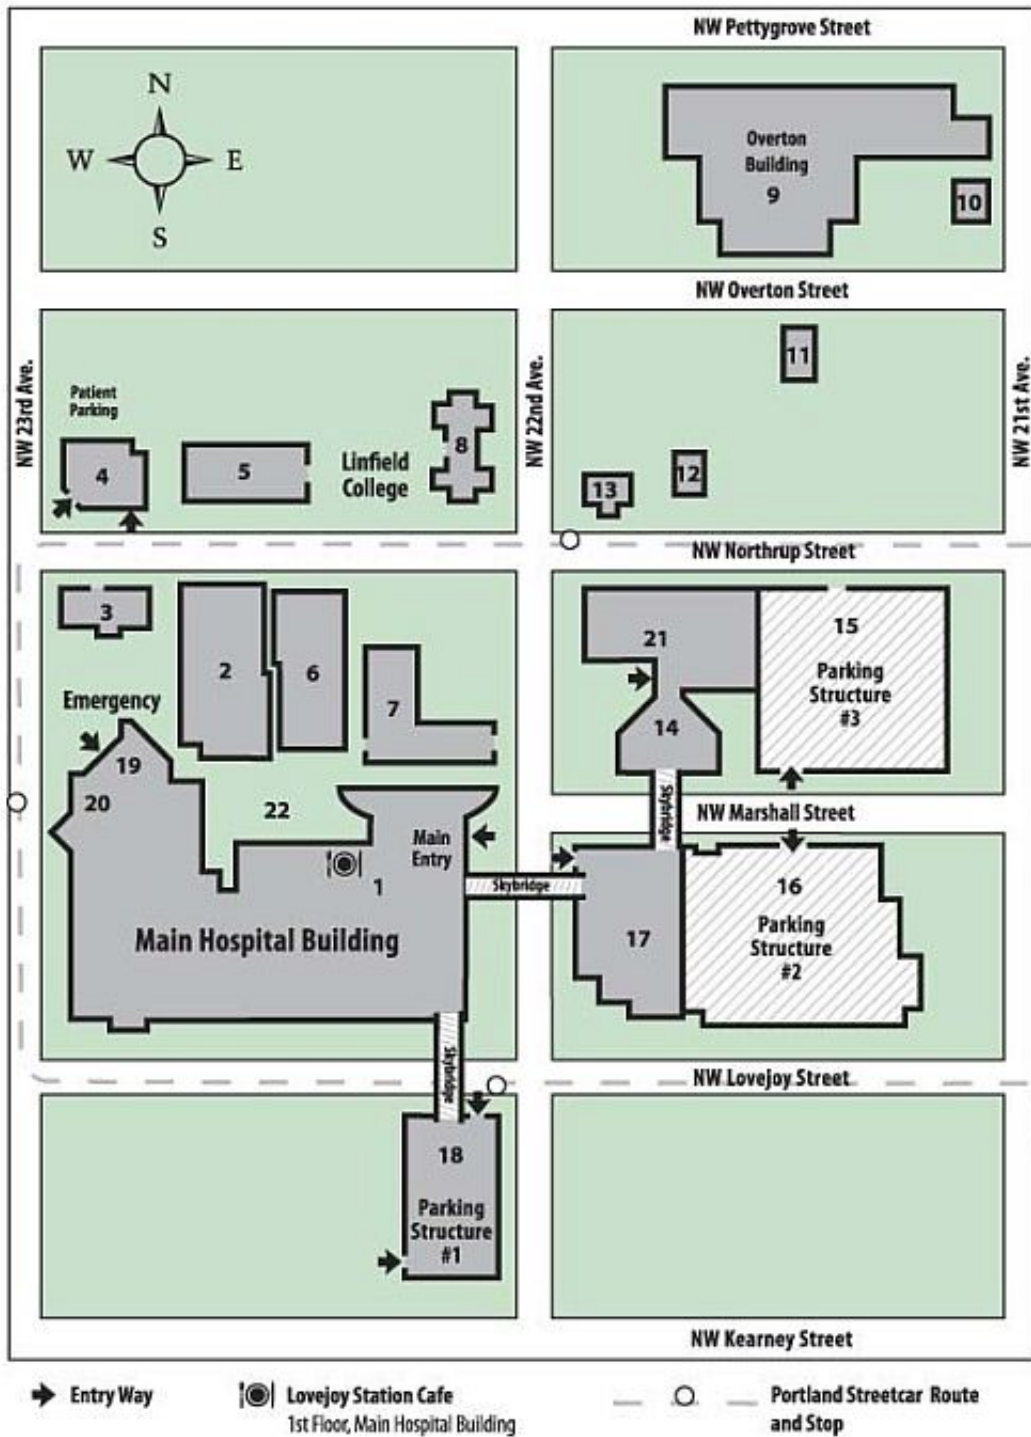 NW Pettygrove Street
N
W
E
S
Overton
Building
9
10
NW Overton Street
NW 23rd Ave.
NW 22nd Ave.
NW 21st Ave.
11
Patient
Parking
4
5
Linfield
College
8
12
13
NW Northrup Street
3
2
6
7
21
15
Parking
Structure
#3
14
Emergency
19
20
22
Skybridge
NW Marshall Street
Main
Entry
1
Skybridge
Main Hospital Building
17
16
Parking
Structure
#2
Skybridge
NW Lovejoy Street
18
Parking
Structure
#1
NW Kearney Street
Entry Way
Lovejoy Station Cafe
1st Floor, Main Hospital Building
Portland Streetcar Route
and Stop